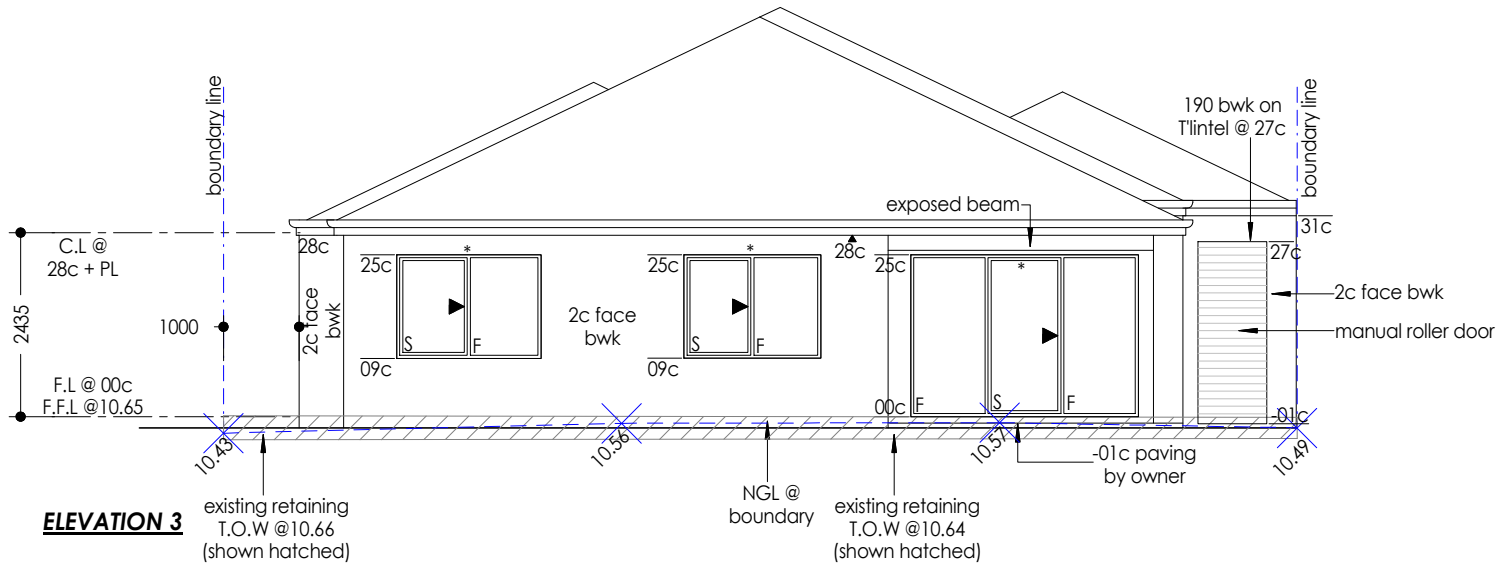 boundary line
boundary line
190 bwk on
T'lintel @ 27c
exposed beam
31c
C.L @
28c + PL
28c
*
*
28c
27c
25c
25c
25c
*
2435
1000
2c face
bwk
2c face
bwk
2c face bwk
manual roller door
S
F
S
F
09c
09c
F.L @ 00c
F.F.L @10.65
00c
F
S
F
-01c
10.43
10.56
10.57
10.49
-01c paving
by owner
NGL @
boundary
existing retaining
T.O.W @10.66
(shown hatched)
existing retaining
T.O.W @10.64
(shown hatched)
ELEVATION 3